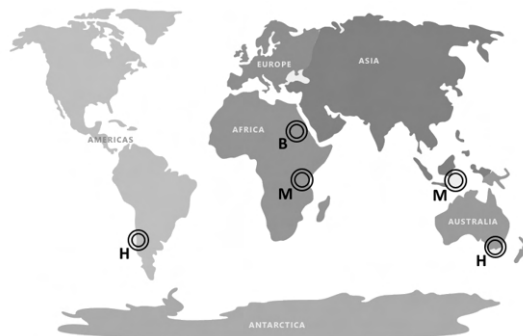 EUROPE
ASIA
AFRICA
AMERICAS
B
M
M
AUSTRALIA
H
H
ANTARCTICA